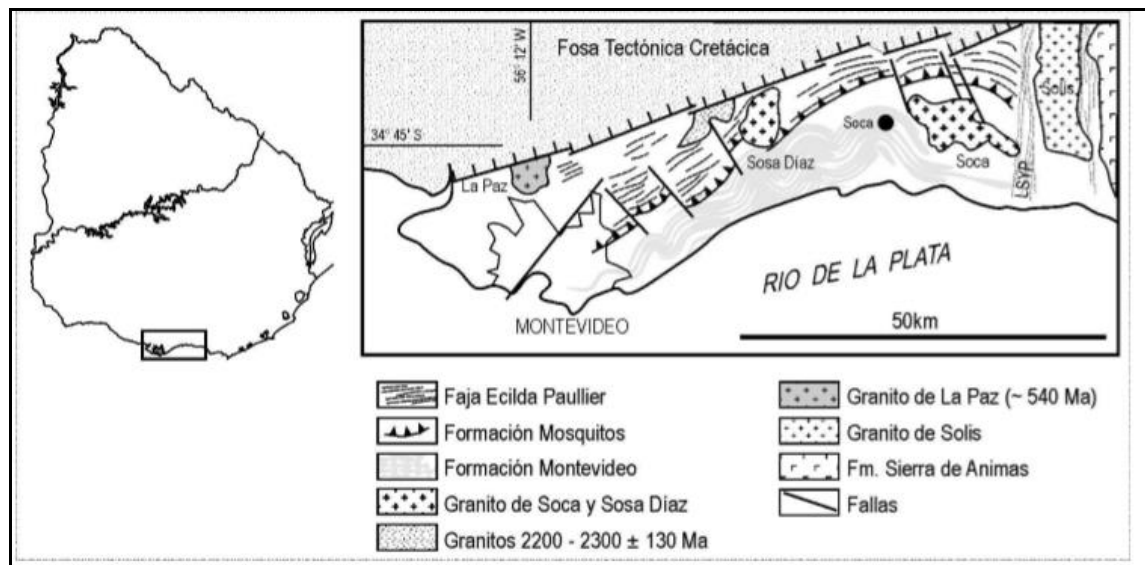 Fosa Tectónica Cretácica
56° 12' W
34° 45' S
La Paz
Sosa Díaz
Soca
Soca
Solis
LSYP
RIO DE LA PLATA
MONTEVIDEO
50km
Faja Ecilda Paullier
Formación Mosquitos
Formación Montevideo
Granito de Soca y Sosa Díaz
Granitos 2200 - 2300 ± 130 Ma
Granito de La Paz (~ 540 Ma)
Granito de Solis
Fm. Sierra de Animas
Fallas